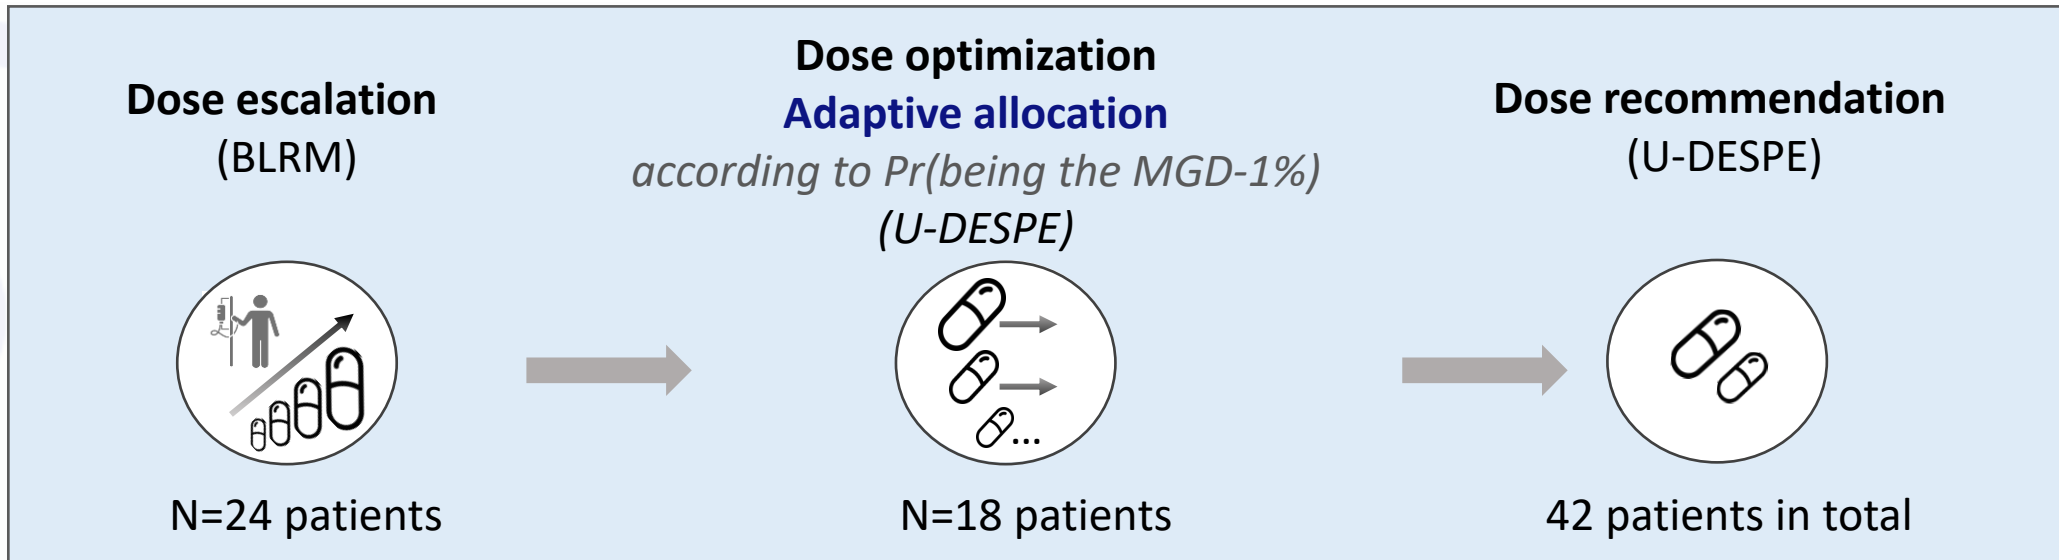 Dose escalation
(BLRM)
N=24 patients
Dose optimization
Adaptive allocation
according to Pr(being the MGD-1%)
(U-DESPE)
...
N=18 patients
Dose recommendation
(U-DESPE)
42 patients in total